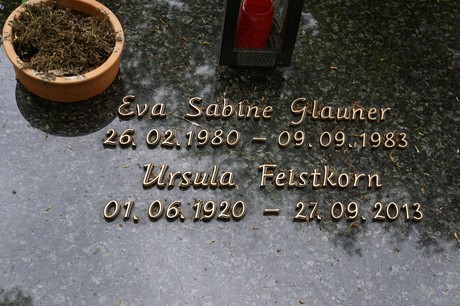 Eva Sabine Glauner
26.02.1980 – 09.09.1983
Ursula Feistkorn
01.06.1920 – 27.09.2013